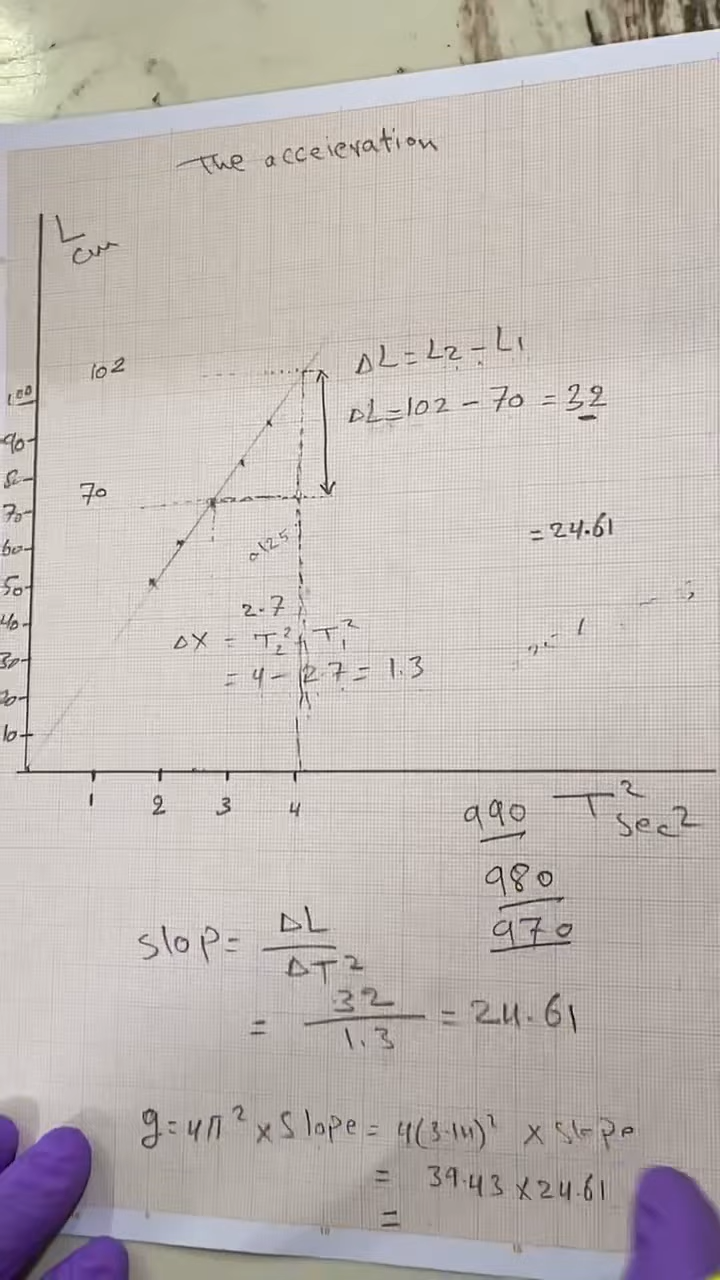 The acceleration
L
cm
102
100
90
80
70
60
50
40
30
20
10
70
ΔL = L2 - L1
ΔL = 102 - 70 = 32
= 24.61
0.125
2.7
ΔX = T2² - T1²
= 4 - 2.7 = 1.3
1 2 3 4
T² sec²
990
980
970
Slop = ΔL / ΔT²
= 32 / 1.3 = 24.61
g = 4π² × Slope = 4(3.14)² × Slope
= 39.43 × 24.61
=